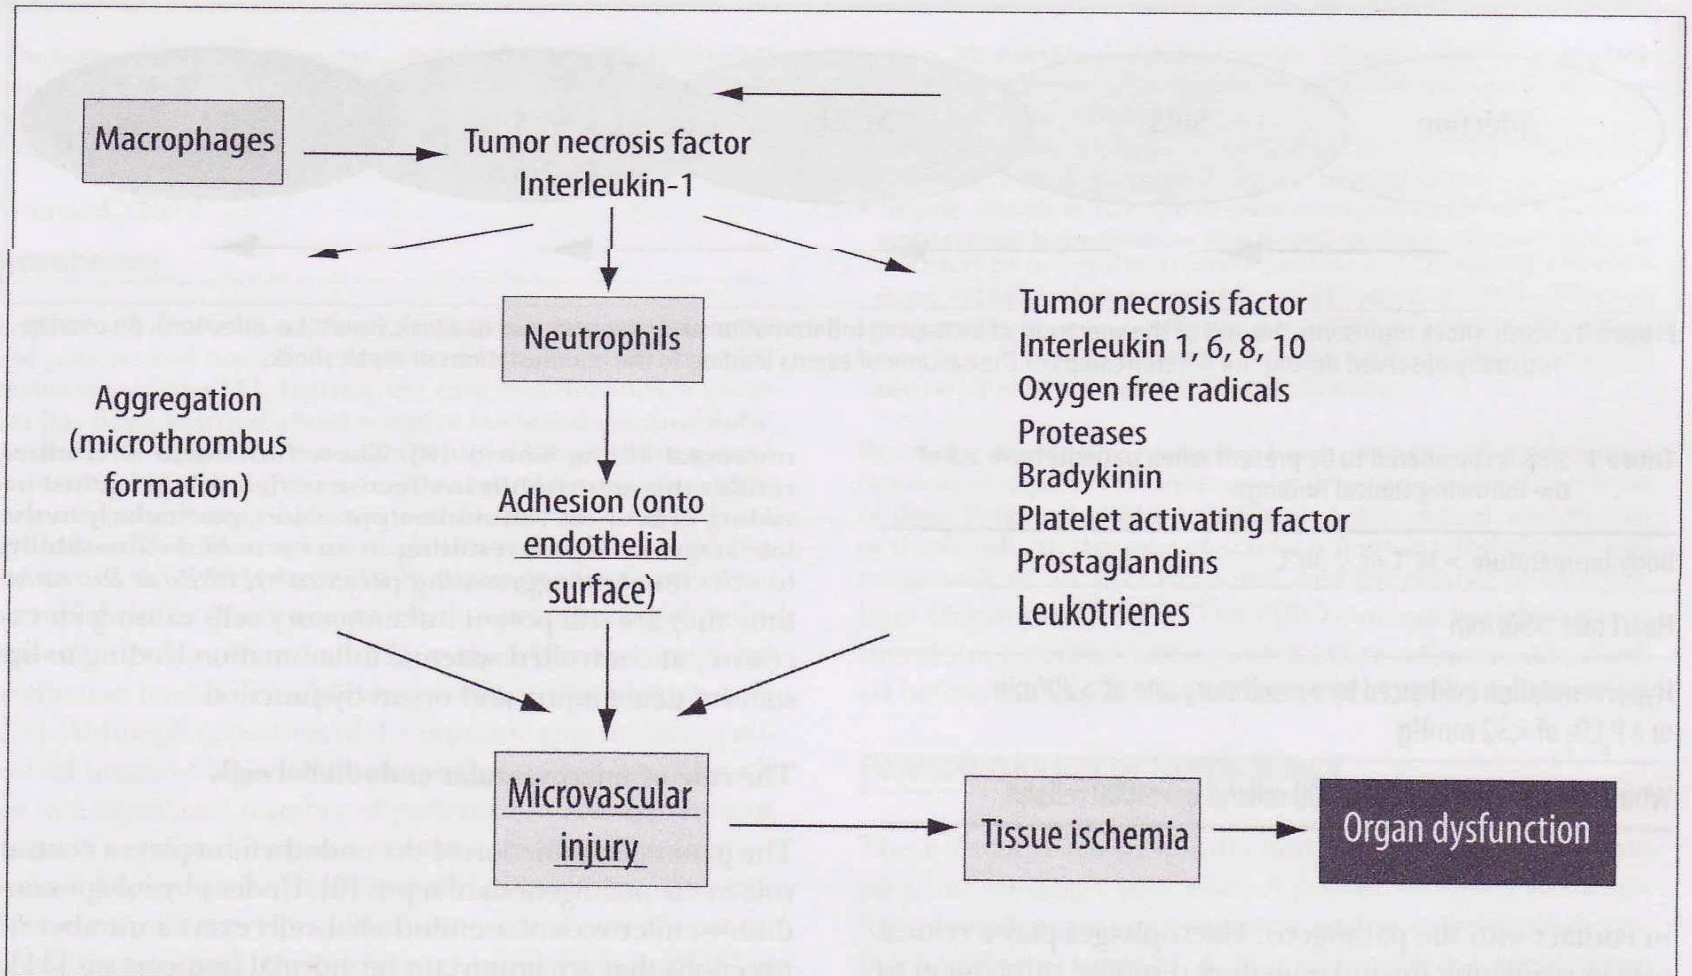 Macrophages
Tumor necrosis factor
Interleukin-1
Neutrophils
Aggregation
(microthrombus
formation)
Adhesion (onto
endothelial
surface)
Tumor necrosis factor
Interleukin 1, 6, 8, 10
Oxygen free radicals
Proteases
Bradykinin
Platelet activating factor
Prostaglandins
Leukotrienes
Microvascular
injury
Tissue ischemia
Organ dysfunction